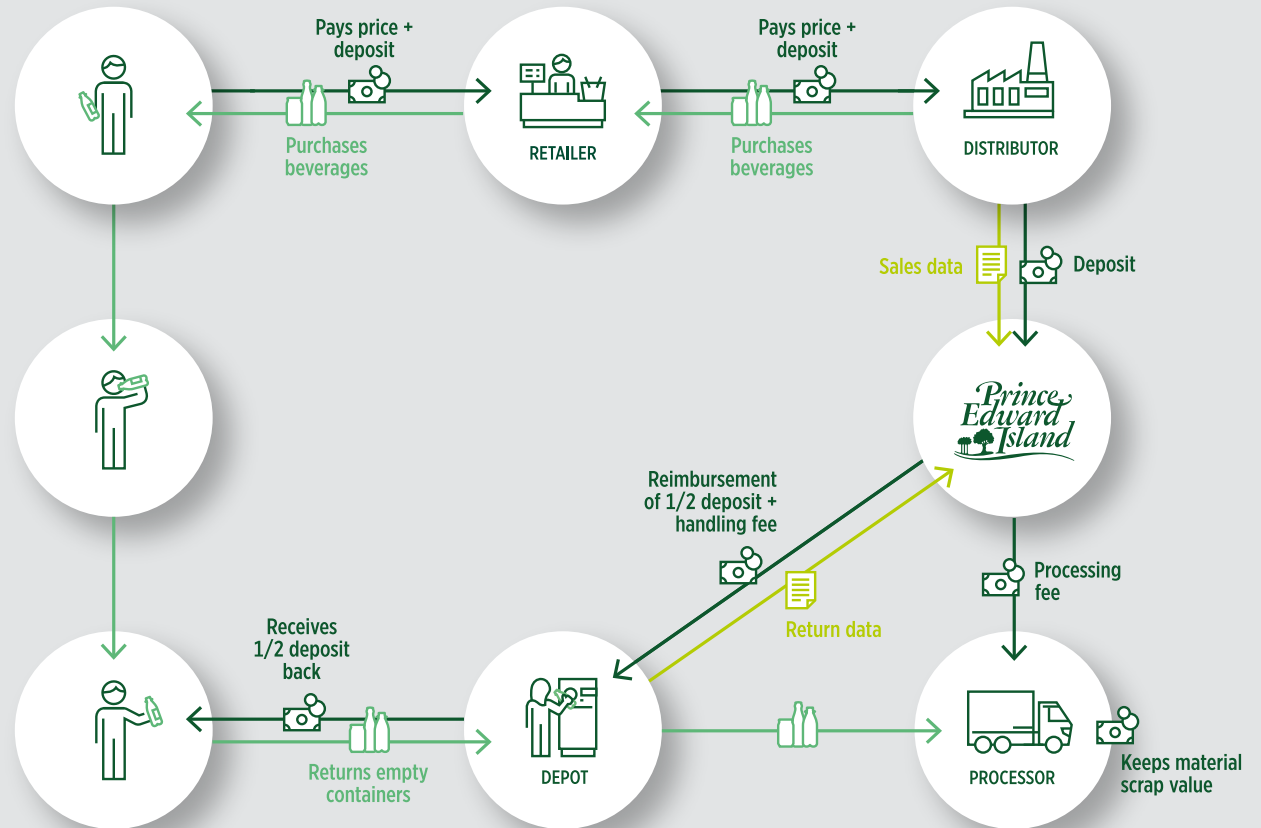 Pays price +
deposit
Pays price +
deposit
Purchases
beverages
RETAILER
Purchases
beverages
DISTRIBUTOR
Sales data
Deposit
Prince
Edward
Island
Reimbursement
of 1/2 deposit +
handling fee
Processing
fee
Return data
Receives
1/2 deposit
back
Returns empty
containers
DEPOT
PROCESSOR
Keeps material
scrap value